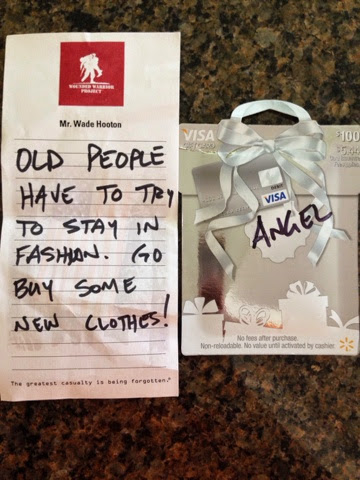 WOUNDED WARRIOR
PROJECT
Mr. Wade Hooton
OLD PEOPLE
HAVE TO TRY
TO STAY IN
FASHION. GO
BUY SOME
NEW CLOTHES!
The greatest casualty is being forgotten.®
VISA
$100
DEBIT
VISA
ANGEL
No fees after purchase.
Non-reloadable. No value until activated by cashier.